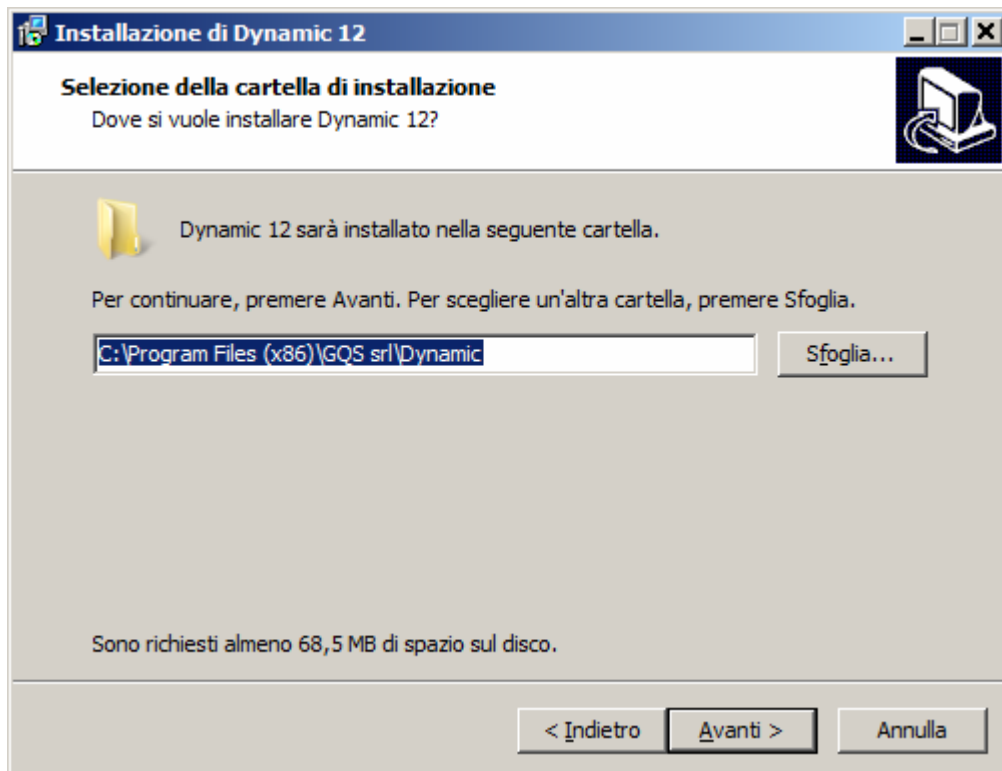 Installazione di Dynamic 12
Selezione della cartella di installazione
Dove si vuole installare Dynamic 12?
Dynamic 12 sarà installato nella seguente cartella.
Per continuare, premere Avanti. Per scegliere un'altra cartella, premere Sfoglia.
C:\Program Files (x86)\GQS srl\Dynamic
Sfoglia...
Sono richiesti almeno 68,5 MB di spazio sul disco.
< Indietro Avanti > Annulla